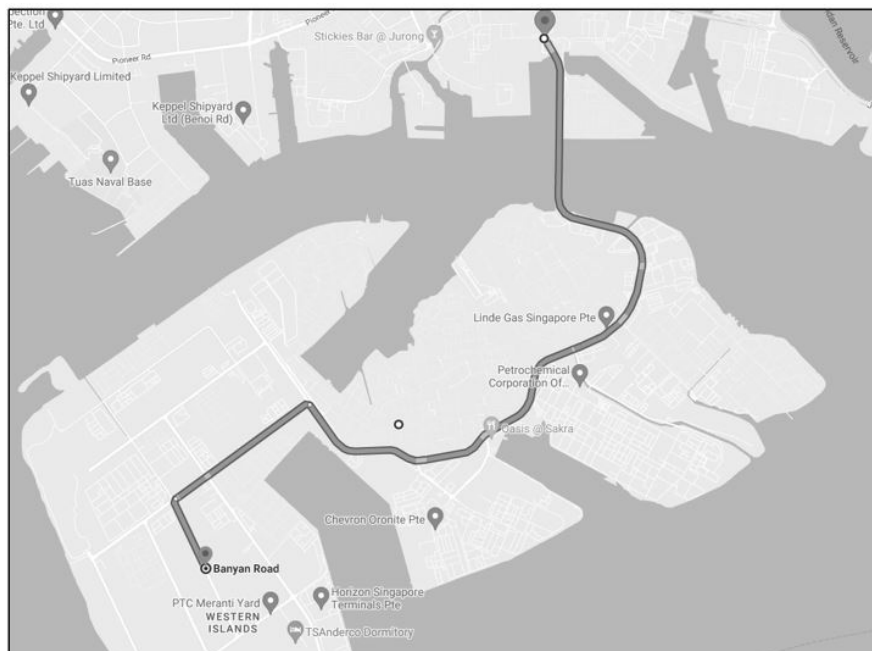 Pte. Ltd
Pioneer Rd
Stickies Bar @ Jurong
Keppel Shipyard Limited
Keppel Shipyard
Ltd (Benoi Rd)
Tuas Naval Base
Linde Gas Singapore Pte
Petrochemical
Corporation Of...
Oasis @ Sakra
Chevron Oronite Pte
Banyan Road
PTC Meranti Yard
WESTERN
ISLANDS
Horizon Singapore
Terminals Pte
TSAnderco Dormitory
Reservoir